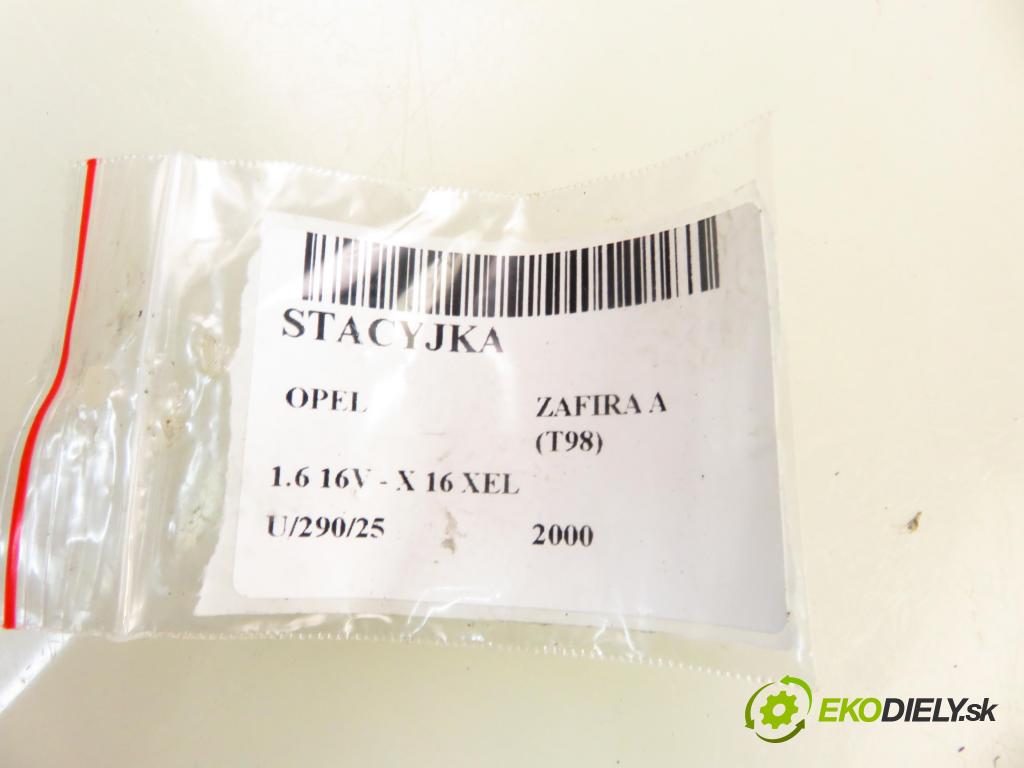 STACYJKA
OPEL ZAFIRA A
(T98)
1.6 16V - X 16 XEL
U/290/25 2000
EKODIELY.sk